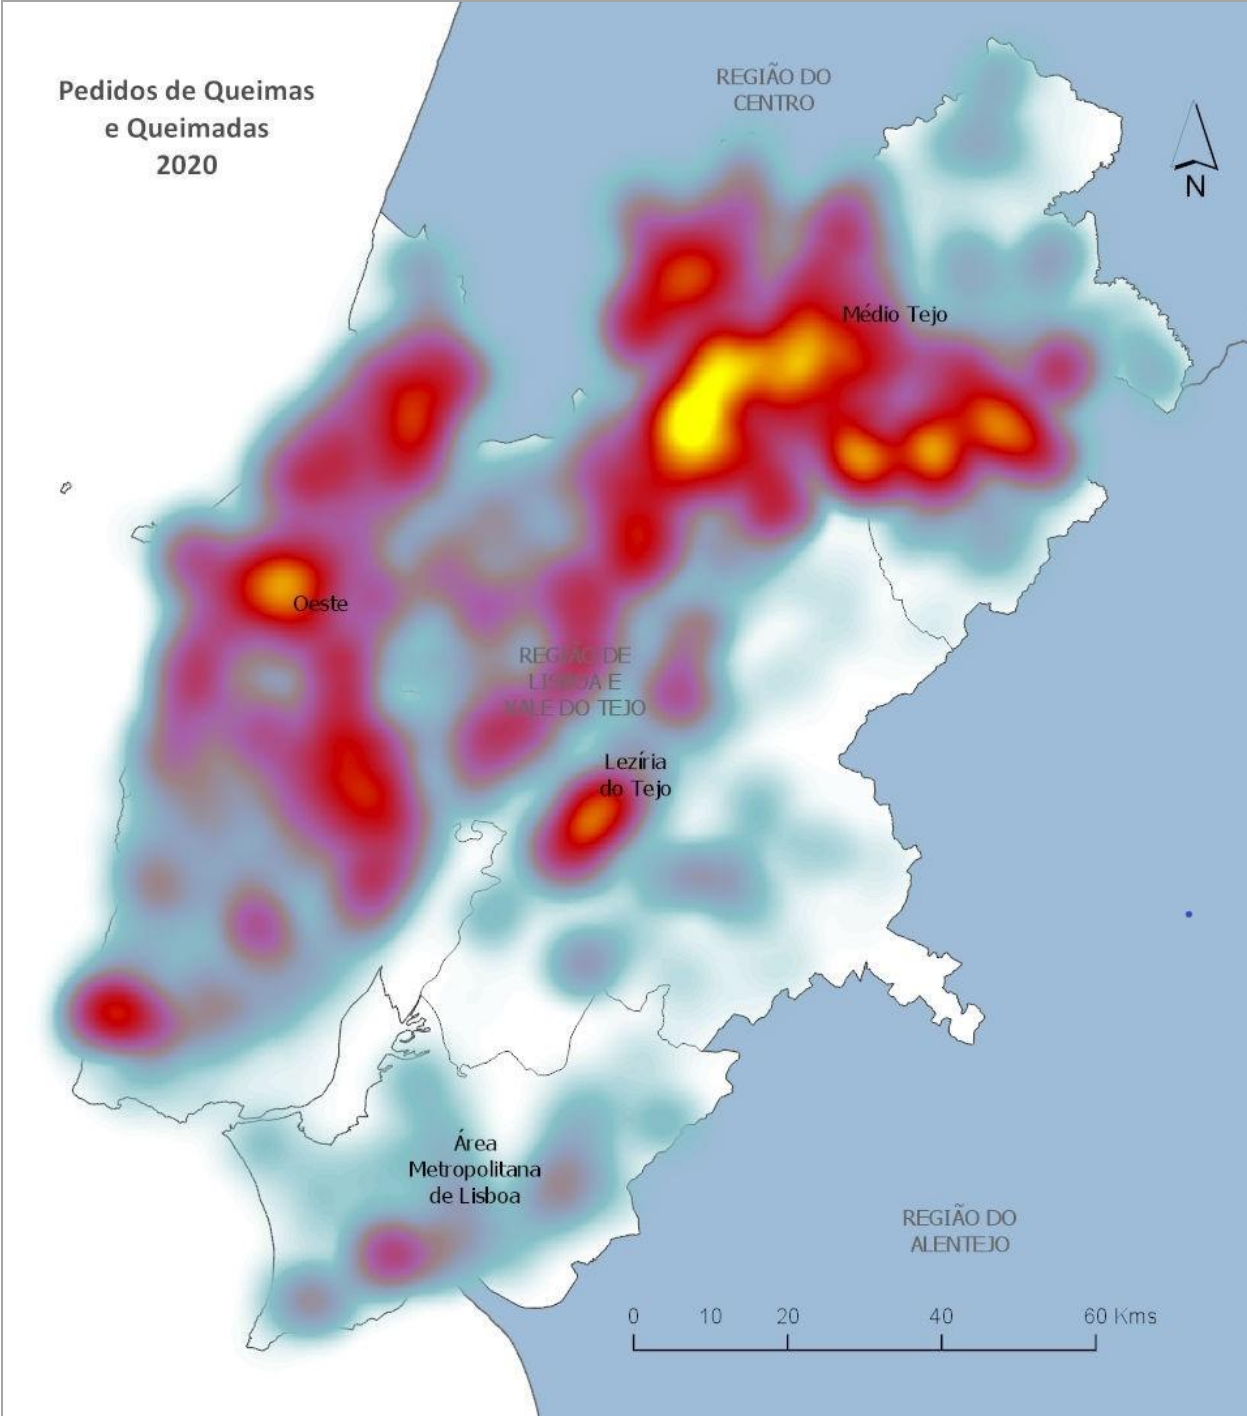 Pedidos de Queimas
e Queimadas
2020
REGIÃO DO
CENTRO
N
Médio Tejo
Oeste
REGIÃO DE
LISBOA E
VALE DO TEJO
Lezíria
do Tejo
Área
Metropolitana
de Lisboa
REGIÃO DO
ALENTEJO
0 10 20 40 60 Kms